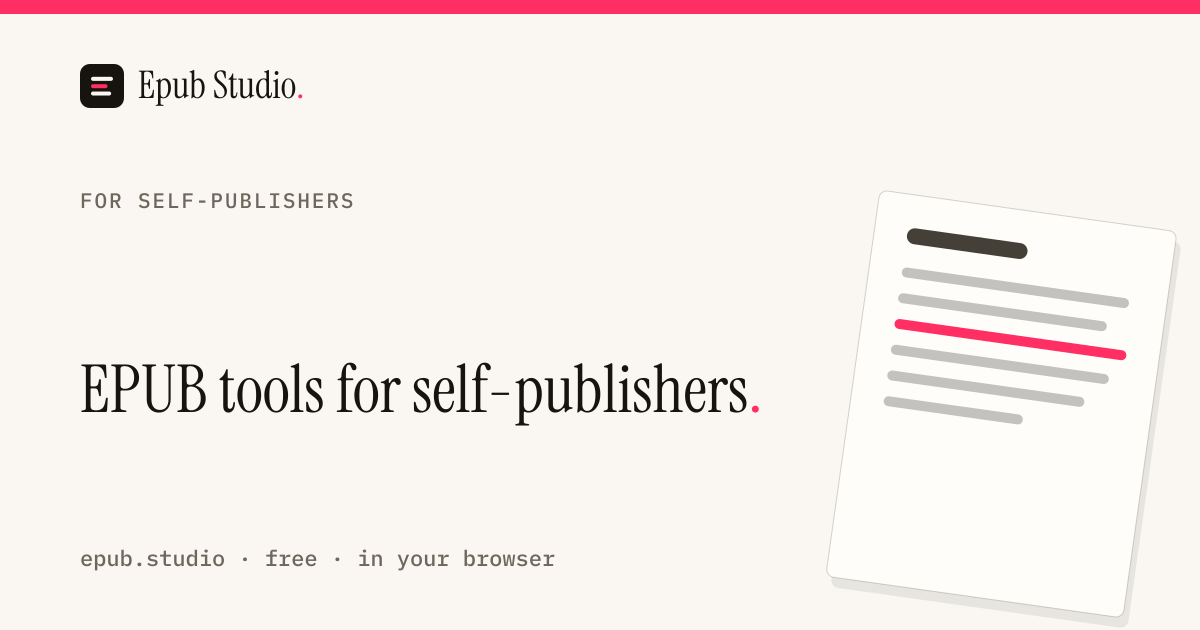 Epub Studio.
FOR SELF-PUBLISHERS
EPUB tools for self-publishers.
epub.studio · free · in your browser